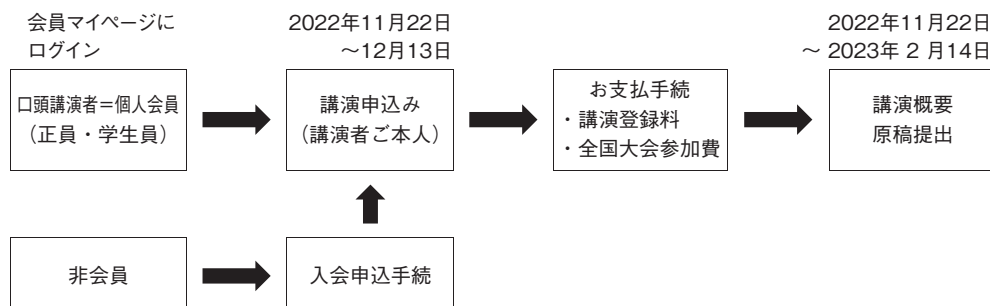 会員マイページに
ログイン
2022年11月22日
～12月13日
2022年11月22日
～ 2023年 2 月14日
口頭講演者＝個人会員
（正員・学生員）
講演申込み
（講演者ご本人）
お支払手続
・講演登録料
・全国大会参加費
講演概要
原稿提出
非会員
入会申込手続